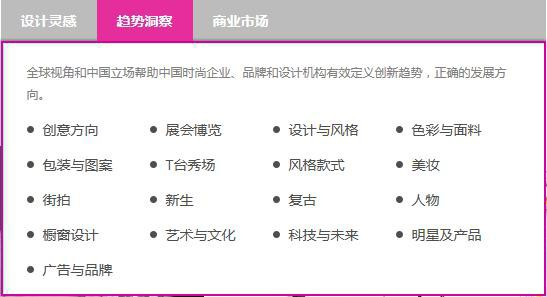 设计灵感 趋势洞察 商业市场
全球视角和中国立场帮助中国时尚企业、品牌和设计机构有效定义创新趋势，正确的发展方
向。
创意方向 展会博览 设计与风格 色彩与面料
包装与图案 T台秀场 风格款式 美妆
街拍 新生 复古 人物
橱窗设计 艺术与文化 科技与未来 明星及产品
广告与品牌